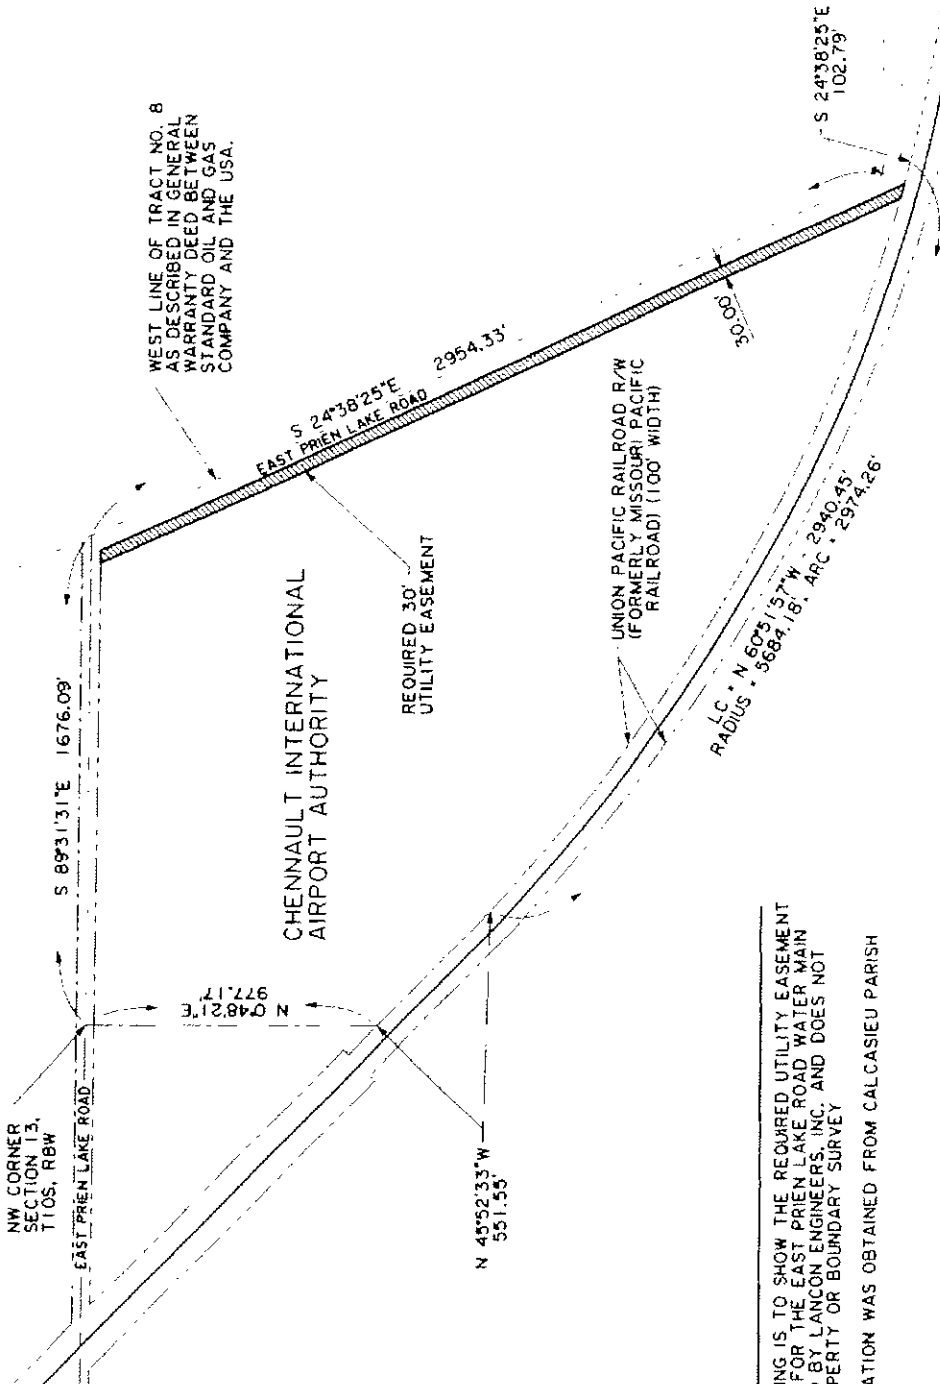 NW CORNER
SECTION 13,
T10S, R8W
EAST PRIEN LAKE ROAD
S 89°31'31"E 1676.09'
WEST LINE OF TRACT NO. 8
AS DESCRIBED IN GENERAL
WARRANTY DEED BETWEEN
STANDARD OIL AND GAS
COMPANY AND THE USA.
S 24°38'25"E 2954.33'
EAST PRIEN LAKE ROAD
S 24°38'25"E
102.79'
30.00'
REQUIRED 30'
UTILITY EASEMENT
CHENNAULT INTERNATIONAL
AIRPORT AUTHORITY
N 0°48'21"E
977.17'
UNION PACIFIC RAILROAD R/W
(FORMERLY MISSOURI PACIFIC
RAILROAD) (100' WIDTH)
LC = N 60°51'57"W - 2940.45'
RADIUS = 5684.18', ARC = 2974.26'
N 45°52'33"W
551.55'
NG IS TO SHOW THE REQUIRED UTILITY EASEMENT
FOR THE EAST PRIEN LAKE ROAD WATER MAIN
BY LANCON ENGINEERS, INC. AND DOES NOT
PERTY OR BOUNDARY SURVEY
ATION WAS OBTAINED FROM CALCASIEU PARISH